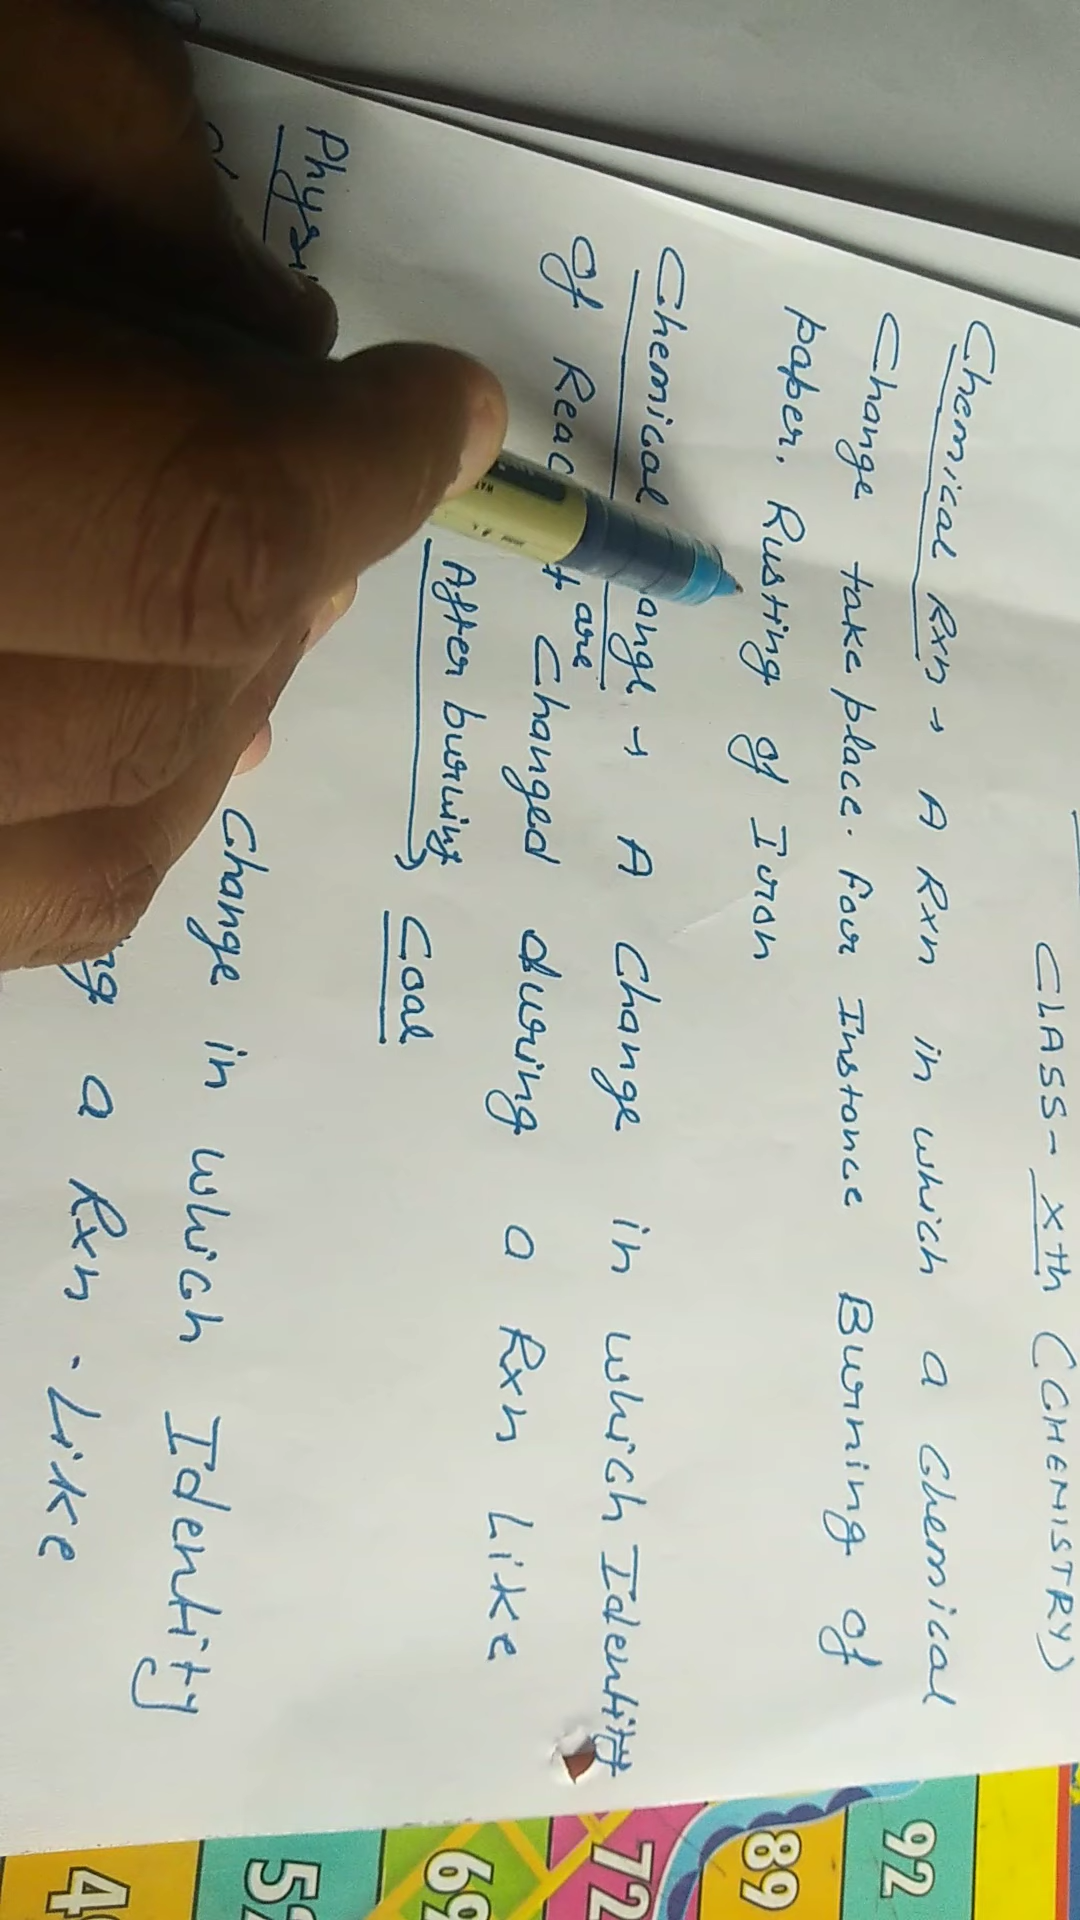 CLASS- Xth (CHEMISTRY)
Chemical Rxn → A Rxn in which a Chemical
Change take place. For Instance Burning of
paper, Rusting of Iron
Chemical → A Change in which Identity
of are Changed during a Rxn Like
After burning Coal
Change in which Identity
a Rxn. Like
92
89
72
69